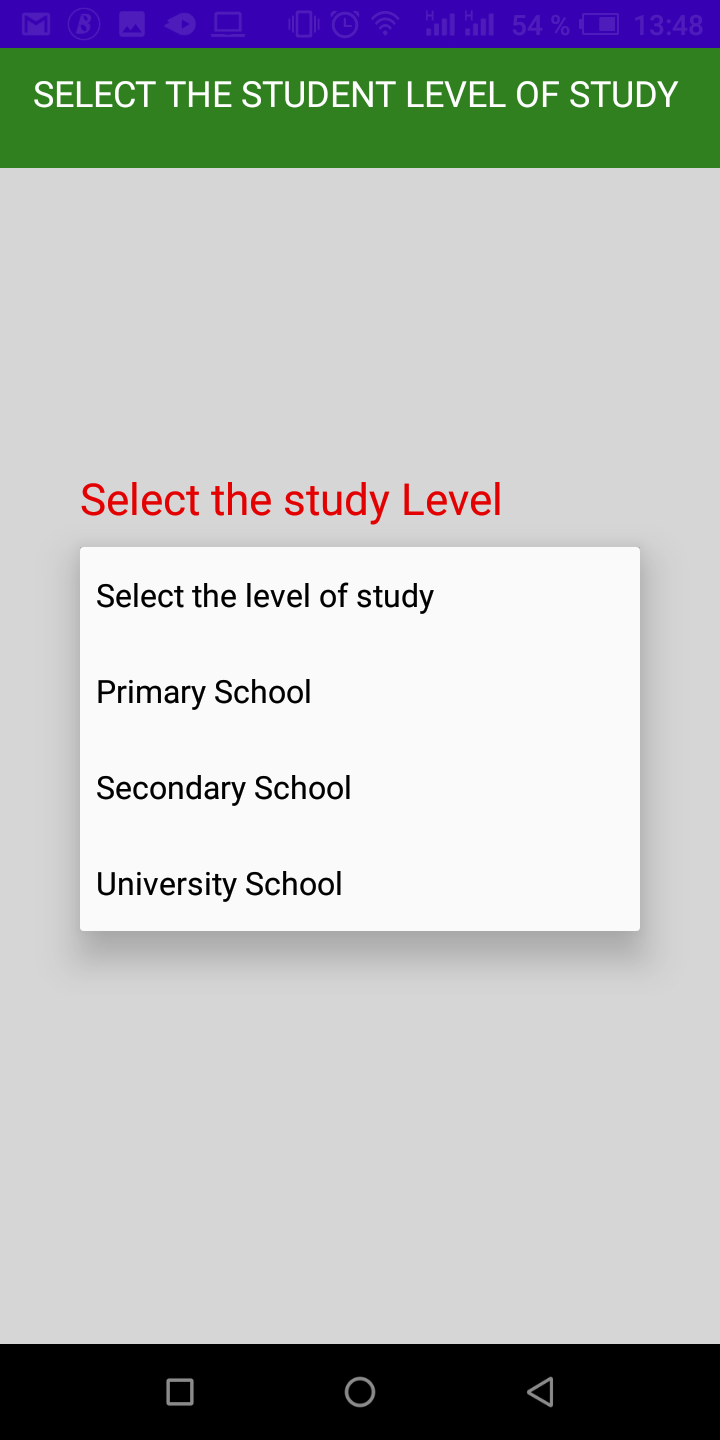 54 % 13:48
SELECT THE STUDENT LEVEL OF STUDY
Select the study Level
Select the level of study
Primary School
Secondary School
University School